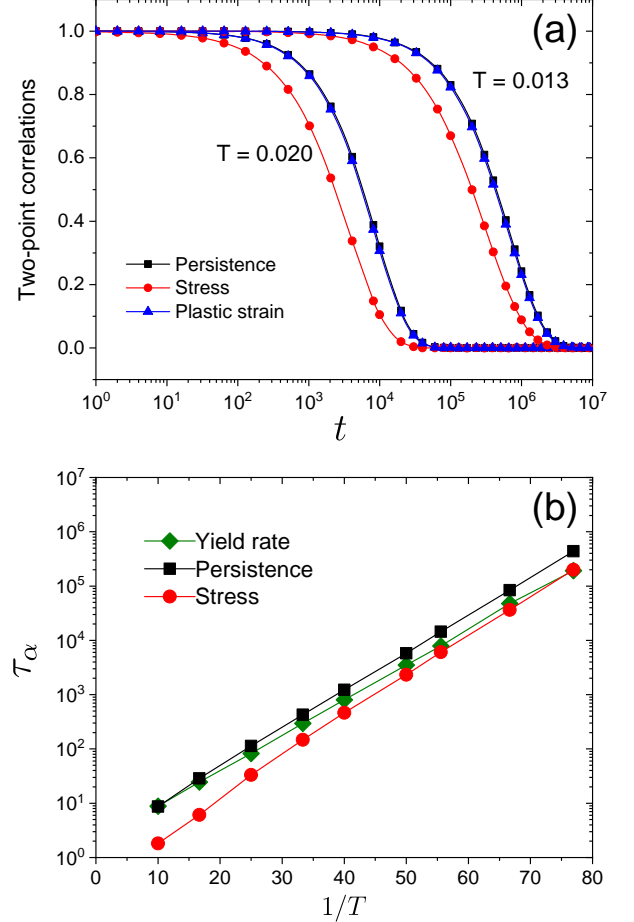 (a)
1.0
0.8
0.6
0.4
0.2
0.0
Two-point correlations
T = 0.013
T = 0.020
Persistence
Stress
Plastic strain
10^0 10^1 10^2 10^3 10^4 10^5 10^6 10^7
t
(b)
10^7
10^6
10^5
10^4
10^3
10^2
10^1
10^0
τ_α
Yield rate
Persistence
Stress
0 10 20 30 40 50 60 70 80
1/T